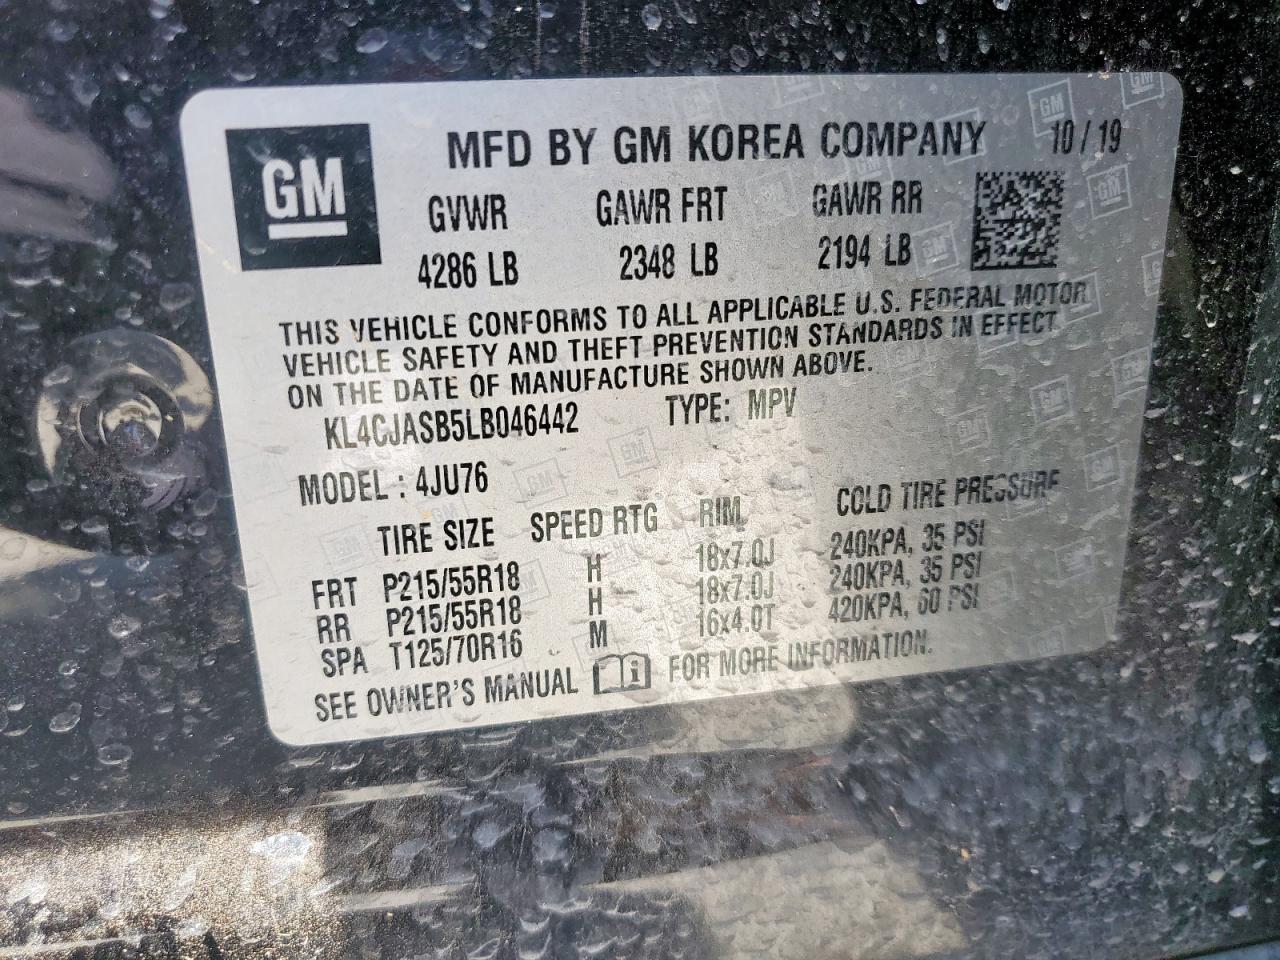 GM
MFD BY GM KOREA COMPANY 10 / 19
GVWR GAWR FRT GAWR RR
4286 LB 2348 LB 2194 LB
THIS VEHICLE CONFORMS TO ALL APPLICABLE U.S. FEDERAL MOTOR
VEHICLE SAFETY AND THEFT PREVENTION STANDARDS IN EFFECT
ON THE DATE OF MANUFACTURE SHOWN ABOVE.
KL4CJASB5LB046442 TYPE: MPV
MODEL : 4JU76
TIRE SIZE SPEED RTG RIM COLD TIRE PRESSURE
FRT P215/55R18 H 18x7.0J 240KPA, 35 PSI
RR P215/55R18 H 18x7.0J 240KPA, 35 PSI
SPA T125/70R16 M 16x4.0T 420KPA, 60 PSI
SEE OWNER'S MANUAL i FOR MORE INFORMATION.